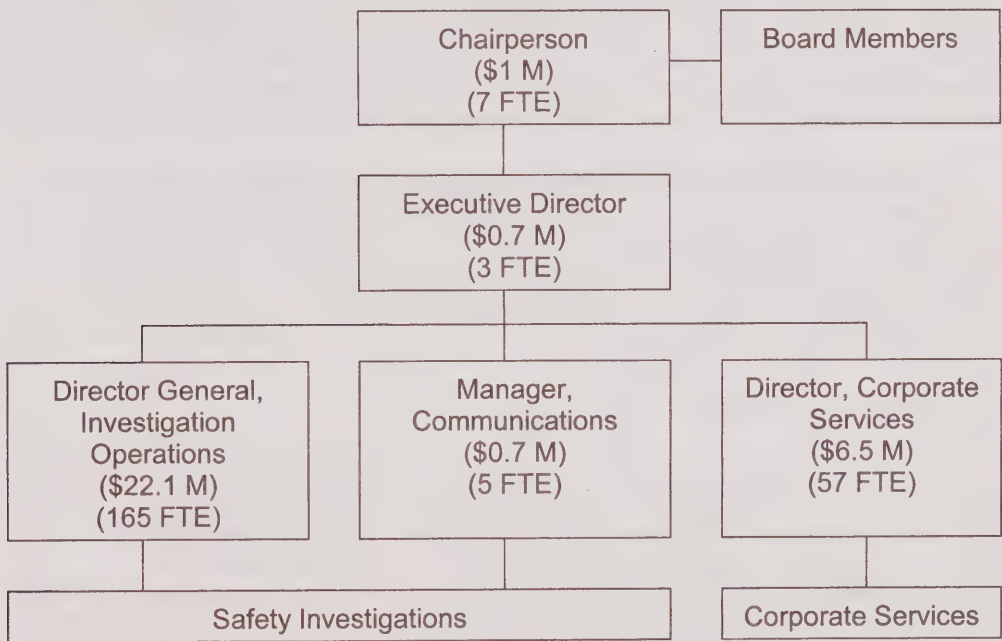 Chairperson
($1 M)
(7 FTE)
Board Members
Executive Director
($0.7 M)
(3 FTE)
Director General,
Investigation
Operations
($22.1 M)
(165 FTE)
Manager,
Communications
($0.7 M)
(5 FTE)
Director, Corporate
Services
($6.5 M)
(57 FTE)
Safety Investigations
Corporate Services